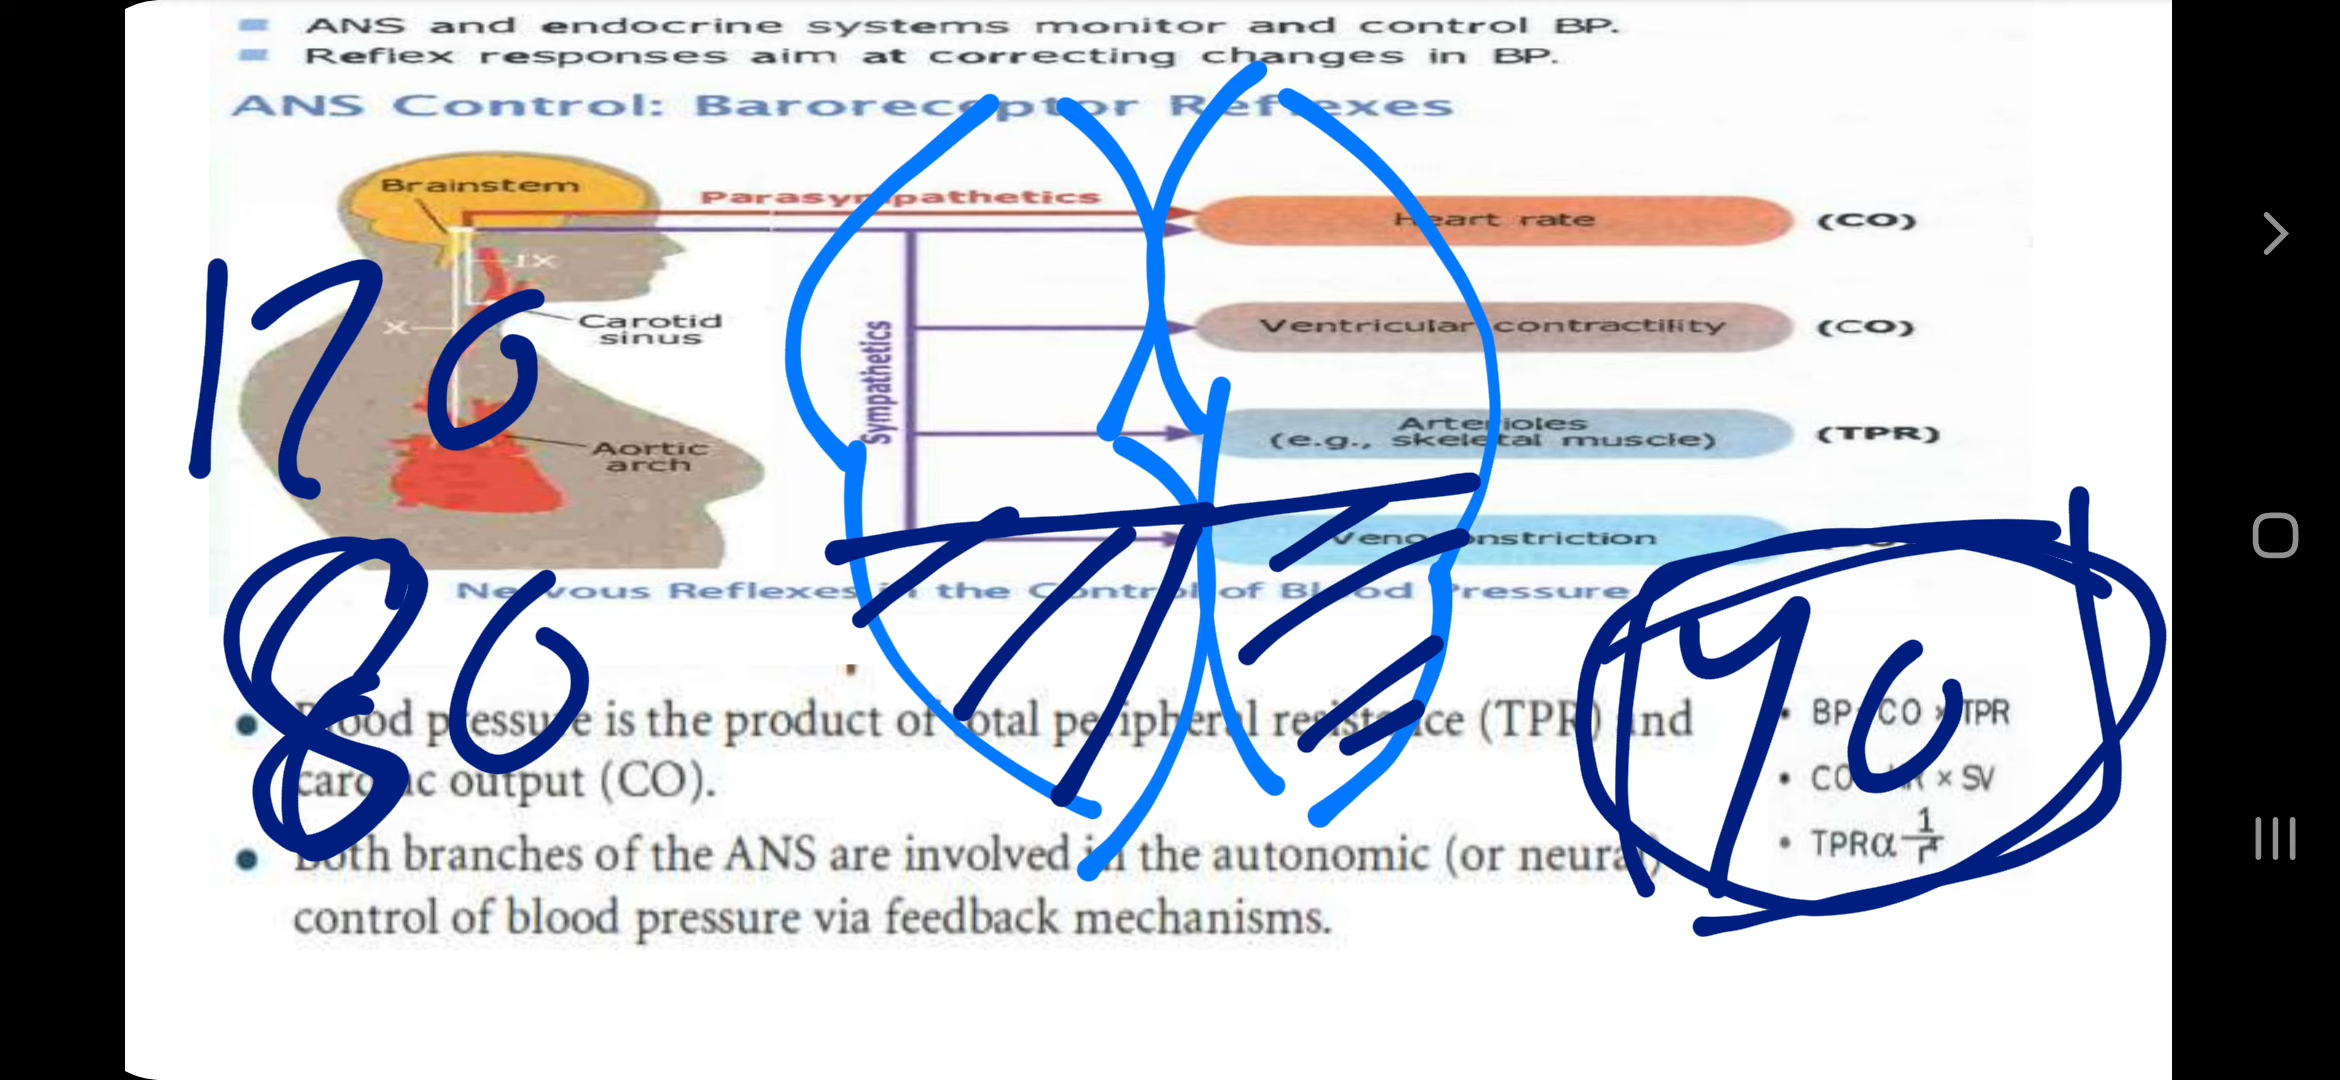 ANS and endocrine systems monitor and control BP.
Reflex responses aim at correcting changes in BP.
ANS Control: Baroreceptor Reflexes
Brainstem
Parasympathetics
Heart rate (CO)
IX
Carotid
sinus
X
Sympathetics
Ventricular contractility (CO)
Aortic
arch
Arterioles
(e.g., skeletal muscle) (TPR)
Venoconstriction
Nervous Reflexes in the Control of Blood Pressure
120
80
90
Blood pressure is the product of total peripheral resistance (TPR) and
cardiac output (CO).
Both branches of the ANS are involved in the autonomic (or neural)
control of blood pressure via feedback mechanisms.
• BP CO × TPR
• CO HR × SV
• TPR α 1